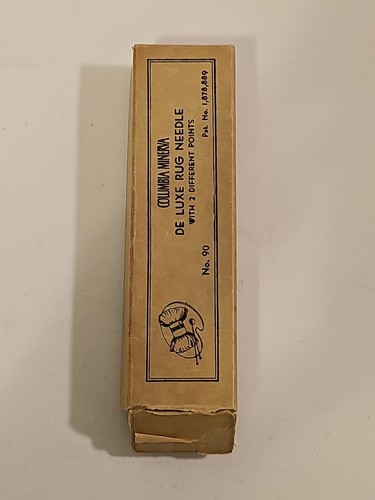 COLUMBIA MINERVA
DE LUXE RUG NEEDLE
WITH 2 DIFFERENT POINTS
No. 90
Pat. No. 1,878,889